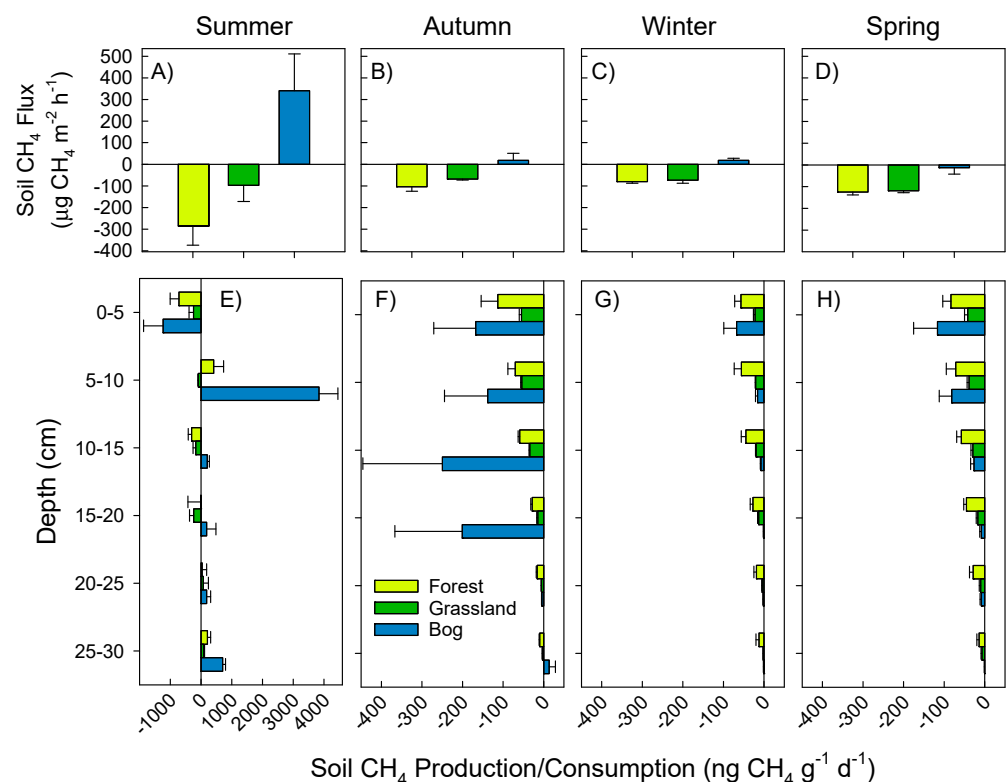 Summer Autumn Winter Spring
A) B) C) D)
500
400
300
200
100
0
-100
-200
-300
-400
Soil CH₄ Flux
(µg CH₄ m⁻² h⁻¹)
E) F) G) H)
0-5
5-10
10-15
15-20
20-25
25-30
Depth (cm)
Forest
Grassland
Bog
-1000 0 1000 2000 3000 4000
-400 -300 -200 -100 0
-400 -300 -200 -100 0
-400 -300 -200 -100 0
Soil CH₄ Production/Consumption (ng CH₄ g⁻¹ d⁻¹)